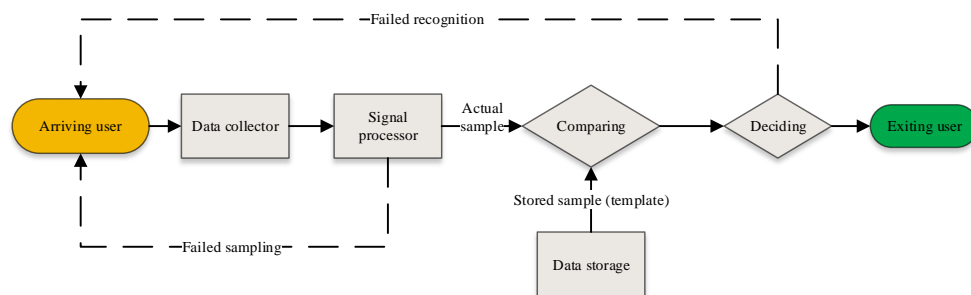 Failed recognition
Arriving user
Data collector
Signal
processor
Actual
sample
Comparing
Deciding
Exiting user
Stored sample (template)
Failed sampling
Data storage